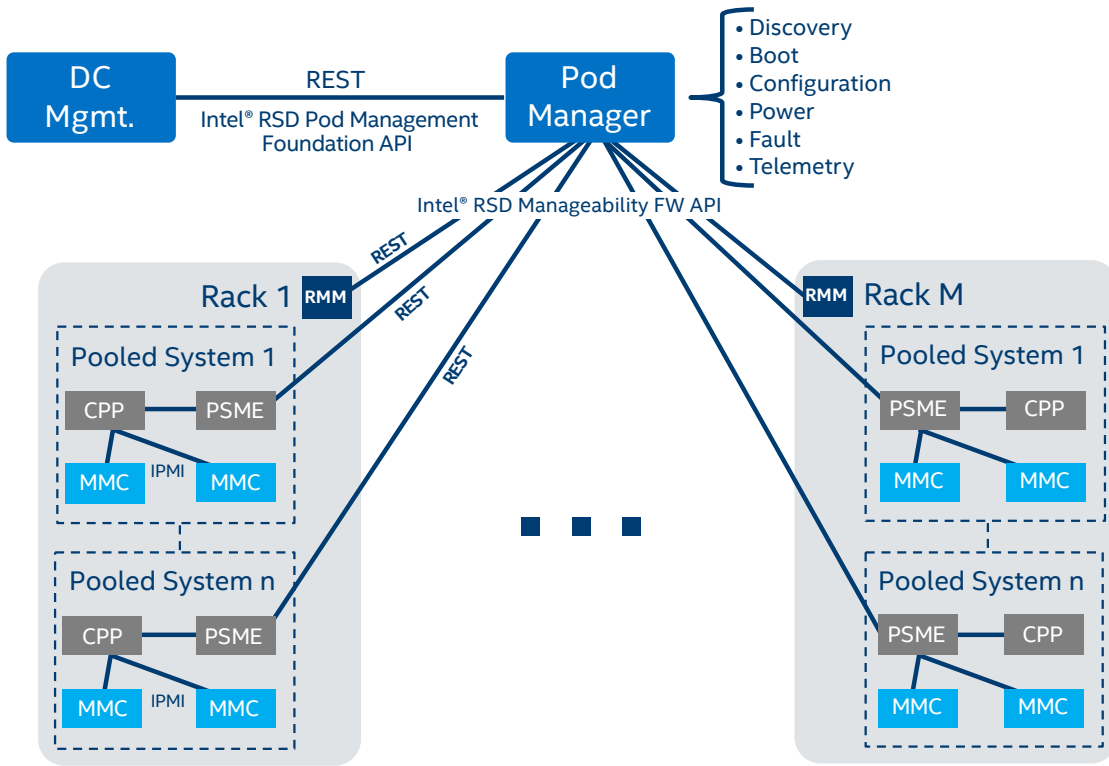 DC
Mgmt.
REST
Intel® RSD Pod Management
Foundation API
Pod
Manager
• Discovery
• Boot
• Configuration
• Power
• Fault
• Telemetry
Intel® RSD Manageability FW API
REST
REST
REST
Rack 1
RMM
Pooled System 1
CPP
PSME
IPMI
MMC
MMC
Pooled System n
CPP
PSME
IPMI
MMC
MMC
RMM
Rack M
Pooled System 1
PSME
CPP
MMC
MMC
Pooled System n
PSME
CPP
MMC
MMC